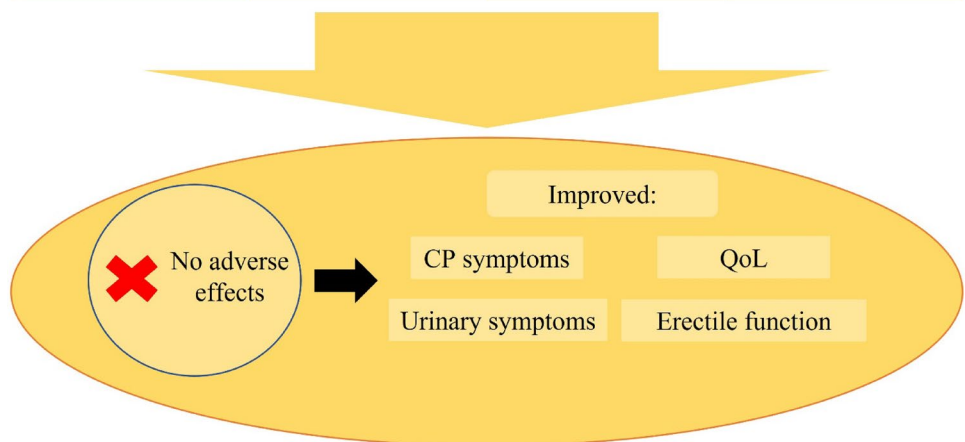 Improved:
No adverse
effects
CP symptoms
QoL
Urinary symptoms
Erectile function